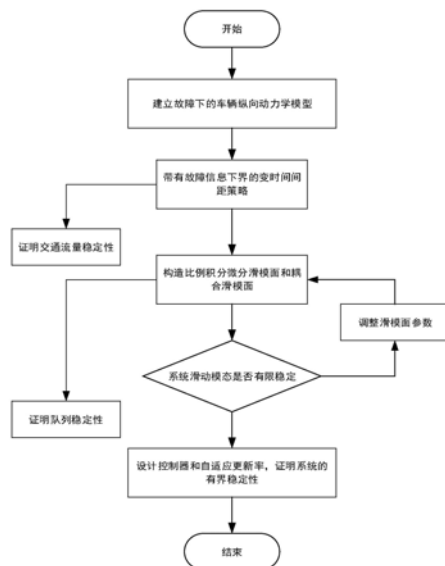 开始
建立故障下的车辆纵向动力学模型
带有故障信息下界的变时间间
距策略
证明交通流量稳定性
构造比例积分微分滑模面和耦
合滑模面
调整滑模面参数
系统滑动模态是否有限稳定
证明队列稳定性
设计控制器和自适应更新率，证明系统的
有界稳定性
结束